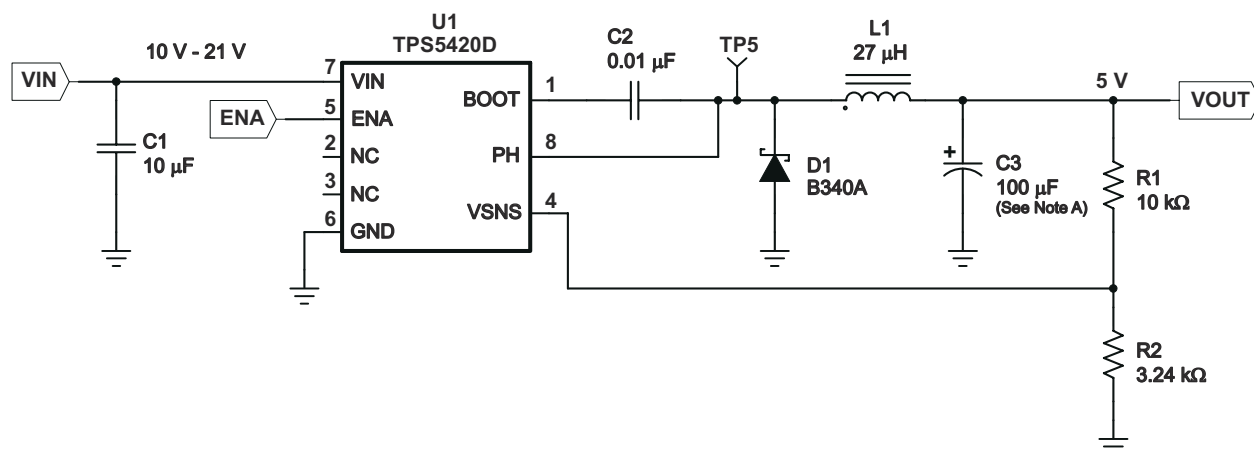 U1
TPS5420D
10 V - 21 V
VIN
7
VIN
ENA
5
ENA
2
NC
3
NC
6
GND
BOOT
1
PH
8
VSNS
4
C1
10 μF
C2
0.01 μF
TP5
L1
27 μH
D1
B340A
+
C3
100 μF
(See Note A)
5 V
VOUT
R1
10 kΩ
R2
3.24 kΩ